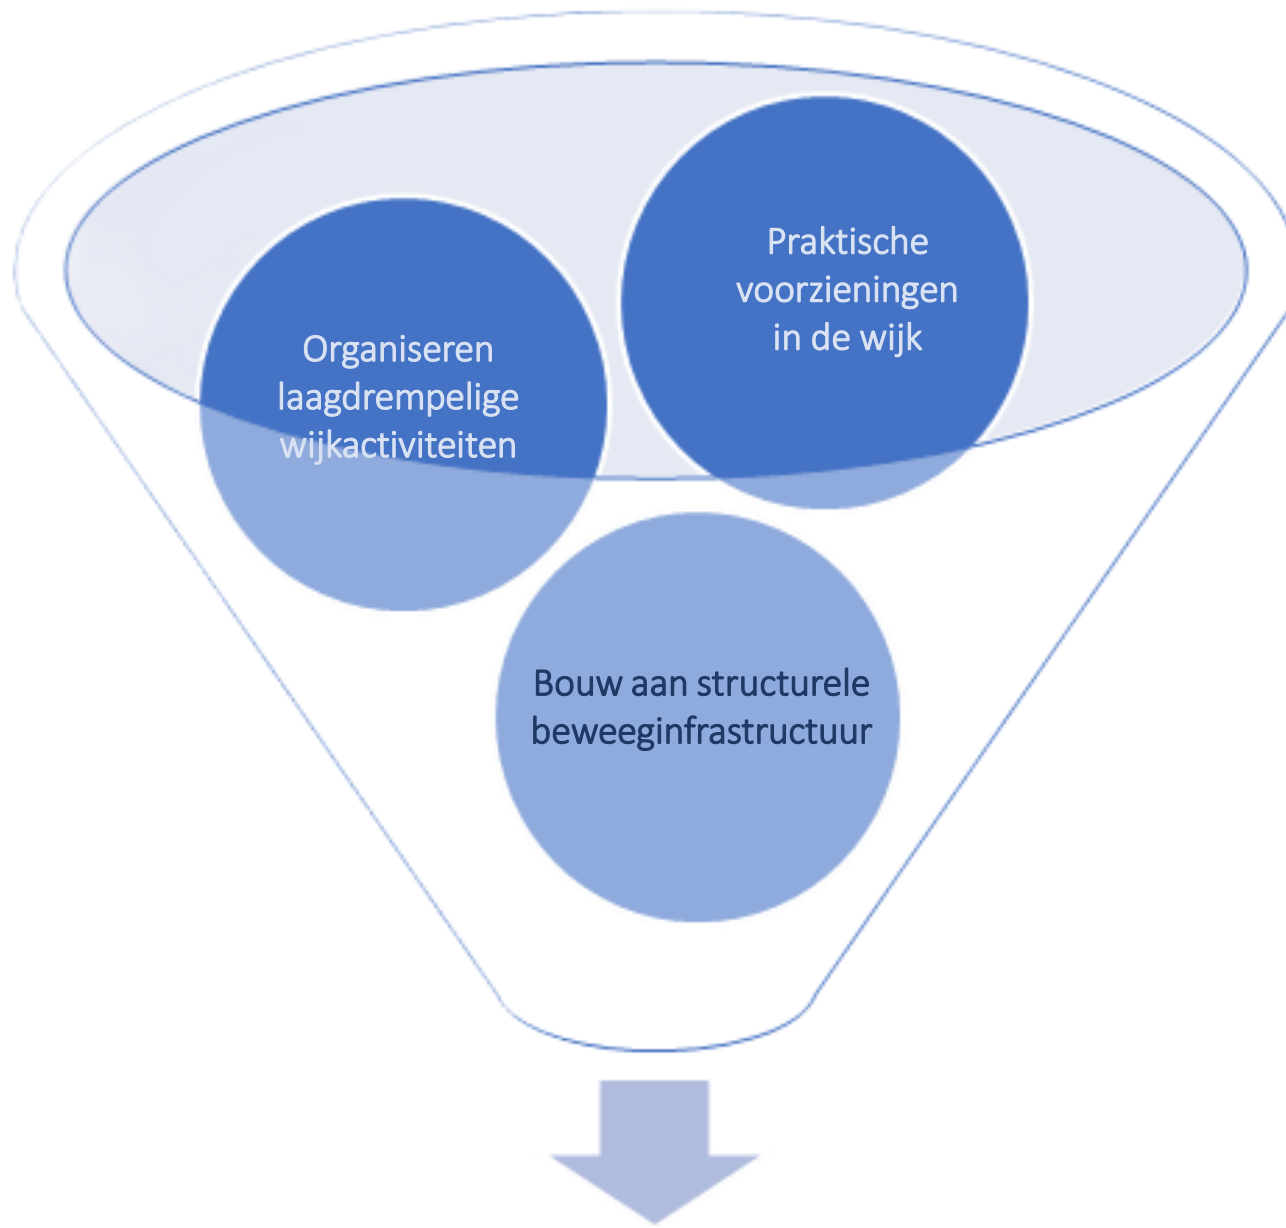 Praktische
voorzieningen
in de wijk
Organiseren
laagdrempelige
wijkactiviteiten
Bouw aan structurele
beweeginfrastructuur